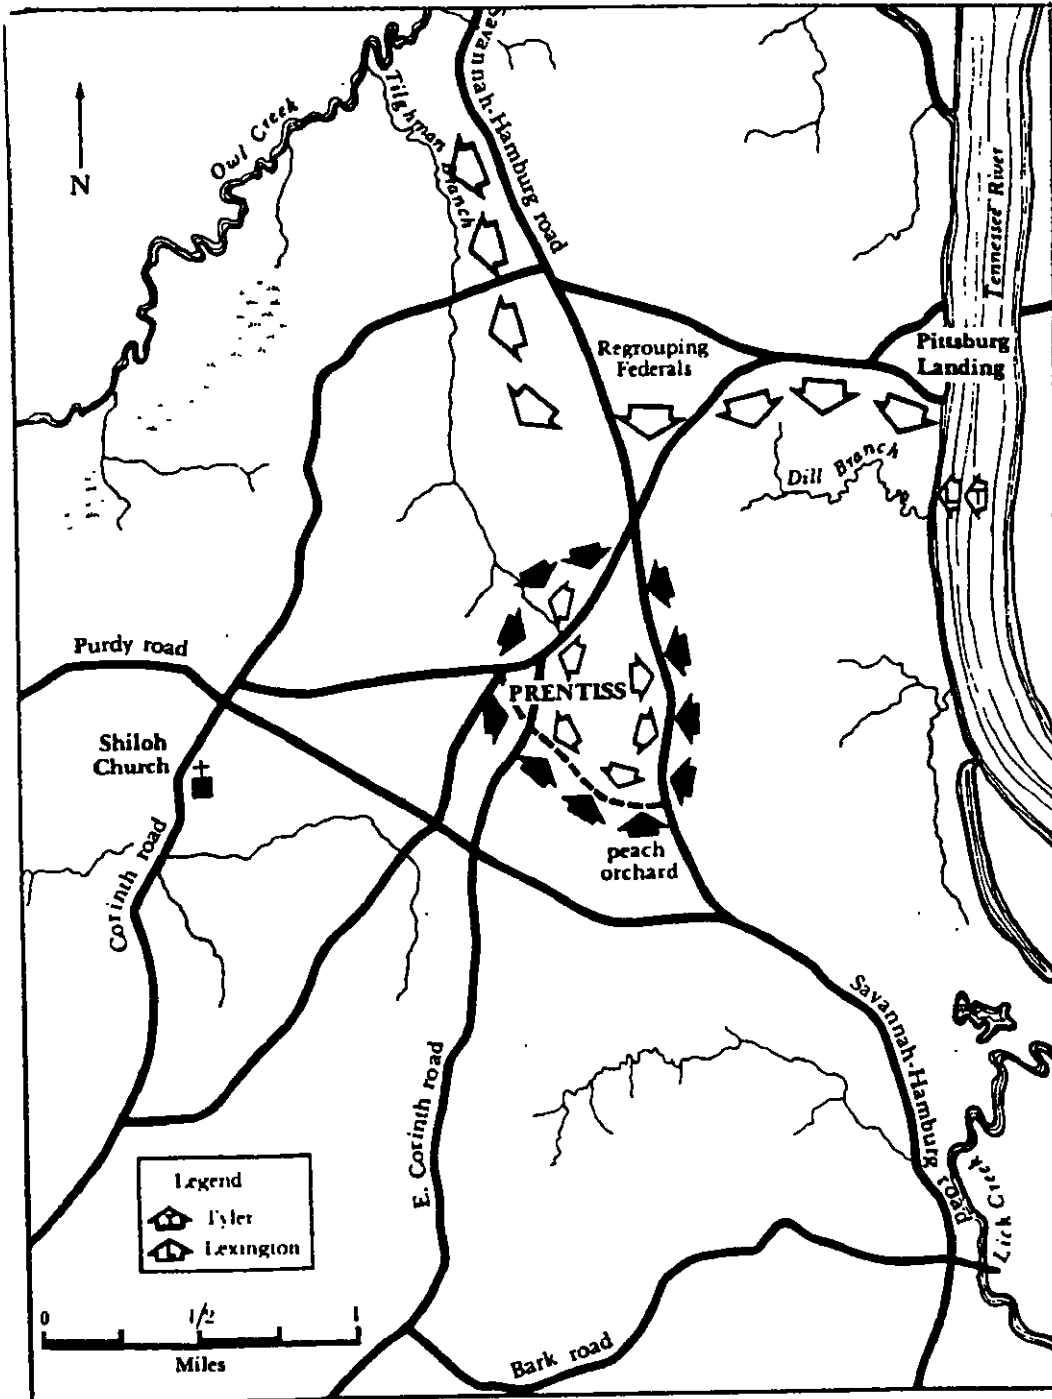 Savannah-Hamburg road
Owl Creek
Tilghman Branch
N
Tennessee River
Regrouping
Federals
Pittsburg
Landing
Dill Branch
Purdy road
PRENTISS
Shiloh
Church
peach
orchard
Corinth road
Savannah-Hamburg road
E. Corinth road
Lick Creek
Legend
Tyler
L Lexington
0 1/2 1
Miles
Bark road